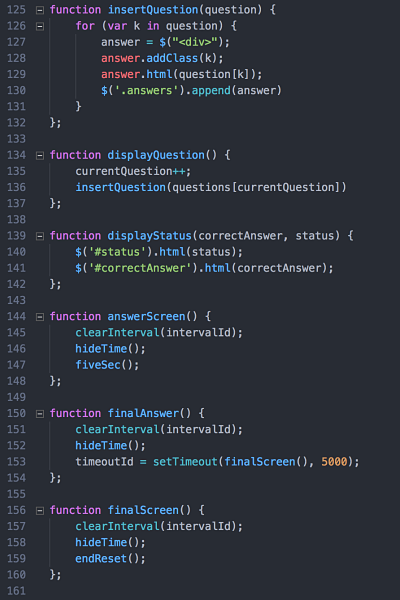 125 function insertQuestion(question) {
126     for (var k in question) {
127         answer = $("<div>");
128         answer.addClass(k);
129         answer.html(question[k]);
130         $('.answers').append(answer)
131     }
132 };
133
134 function displayQuestion() {
135     currentQuestion++;
136     insertQuestion(questions[currentQuestion])
137 };
138
139 function displayStatus(correctAnswer, status) {
140     $('#status').html(status);
141     $('#correctAnswer').html(correctAnswer);
142 };
143
144 function answerScreen() {
145     clearInterval(intervalId);
146     hideTime();
147     fiveSec();
148 };
149
150 function finalAnswer() {
151     clearInterval(intervalId);
152     hideTime();
153     timeoutId = setTimeout(finalScreen(), 5000);
154 };
155
156 function finalScreen() {
157     clearInterval(intervalId);
158     hideTime();
159     endReset();
160 };
161